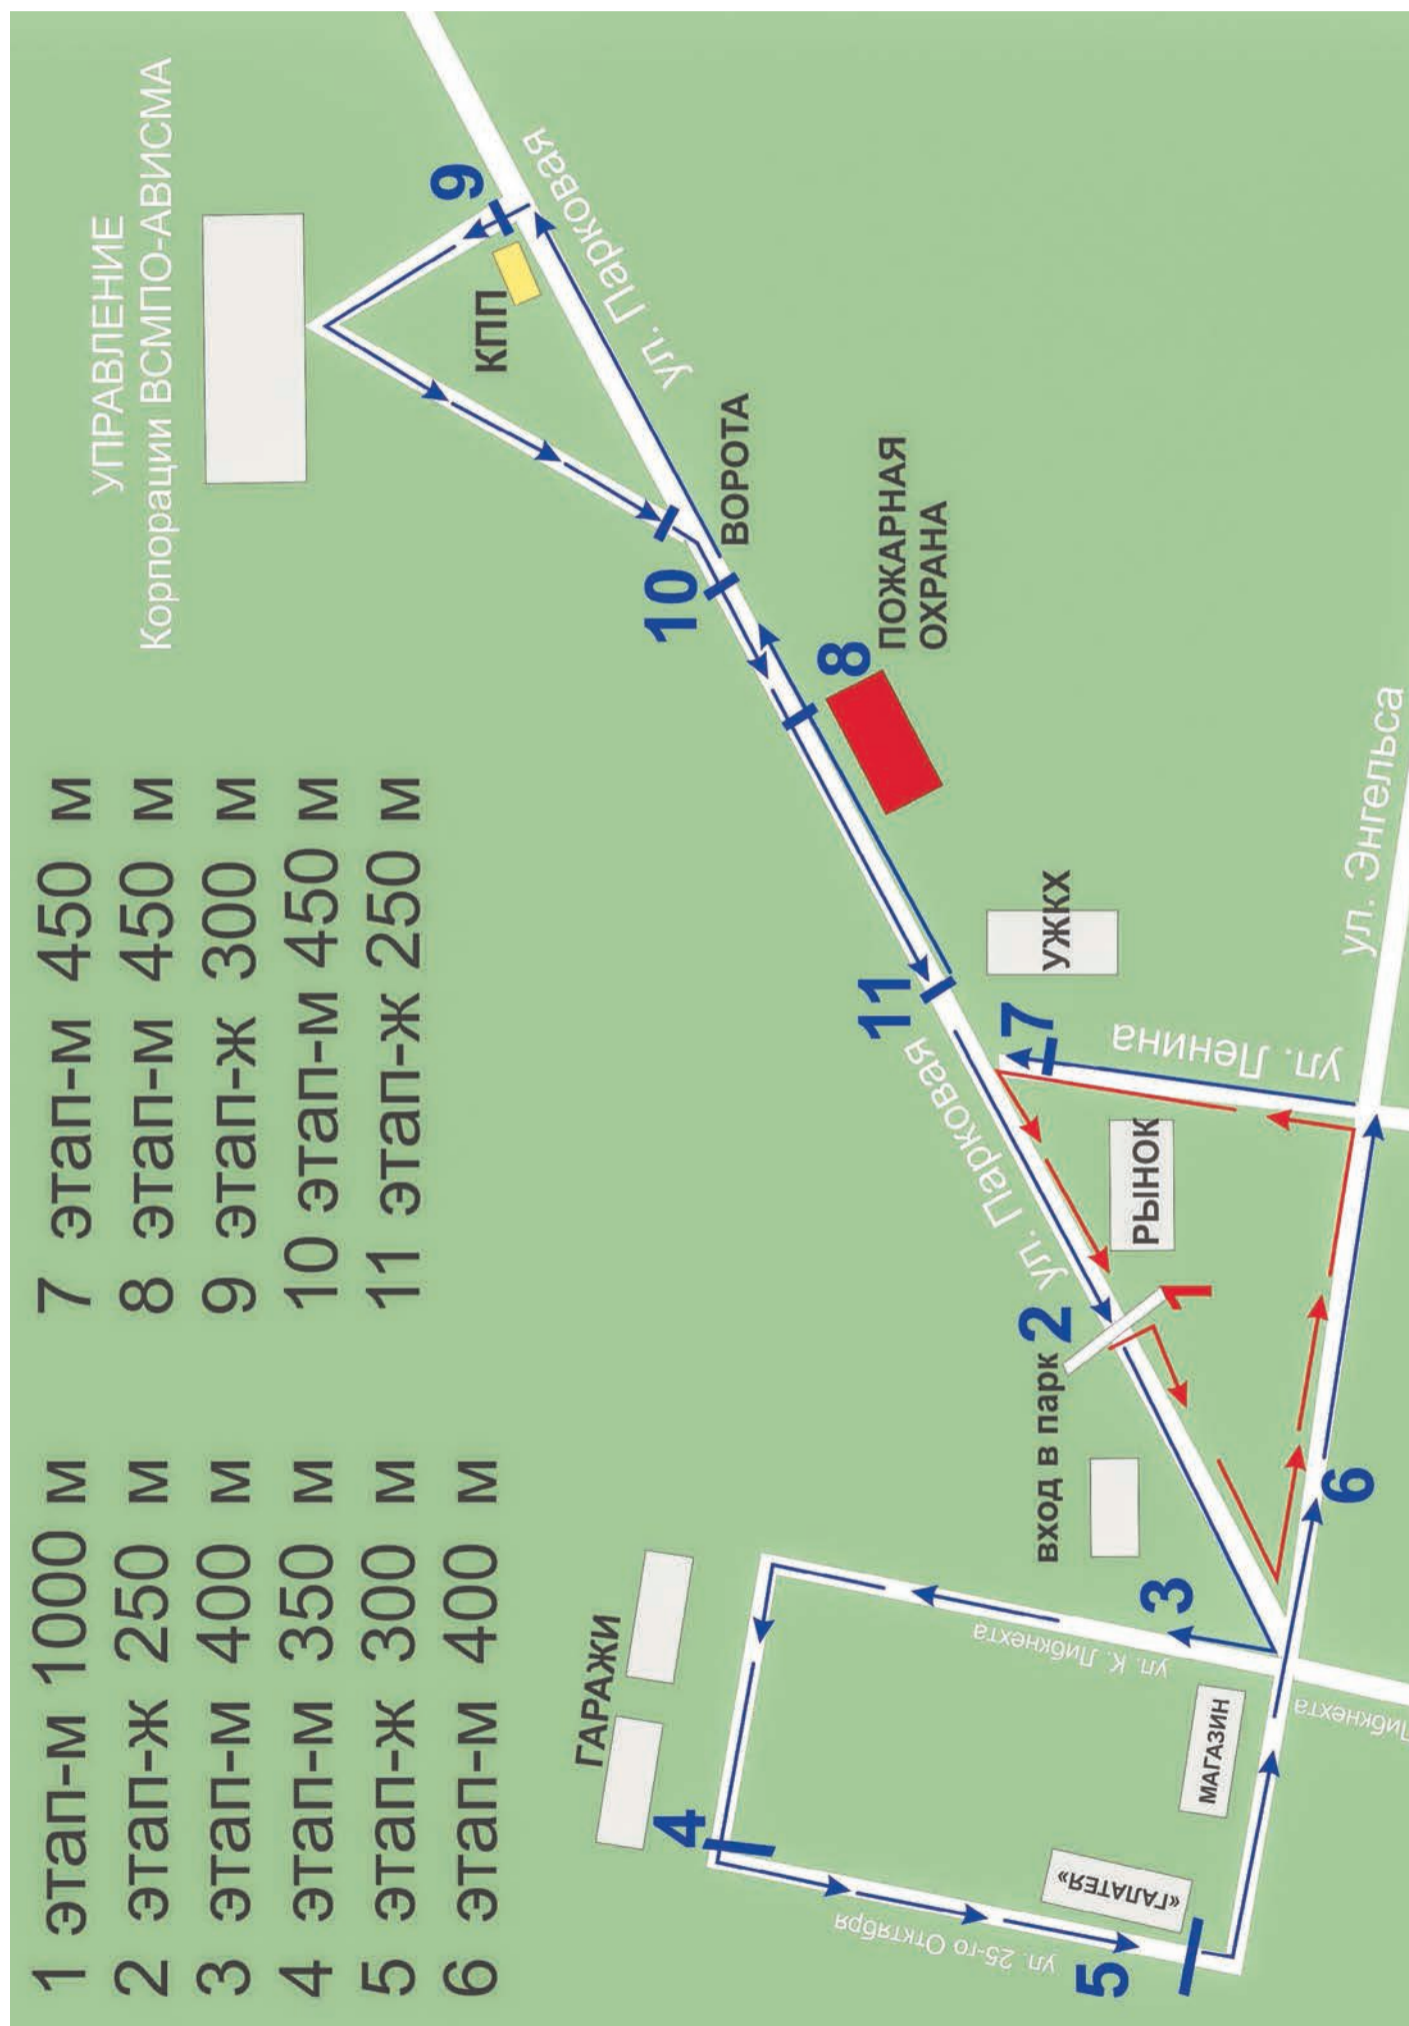 1 этап-м 1000 м
2 этап-ж 250 м
3 этап-м 400 м
4 этап-м 350 м
5 этап-ж 300 м
6 этап-м 400 м
7 этап-м 450 м
8 этап-м 450 м
9 этап-ж 300 м
10 этап-м 450 м
11 этап-ж 250 м
УПРАВЛЕНИЕ
Корпорации ВСМПО-АВИСМА
9
КПП
ул. Парковая
10
ВОРОТА
8
ПОЖАРНАЯ
ОХРАНА
11
УЖКХ
7
ул. Энгельса
ул. Ленина
ул. Парковая
РЫНОК
2
1
вход в парк
6
3
ул. К. Либкнехта
Либкнехта
ГАРАЖИ
4
МАГАЗИН
«ГАЛАТЕЯ»
ул. 25-го Отктября
5